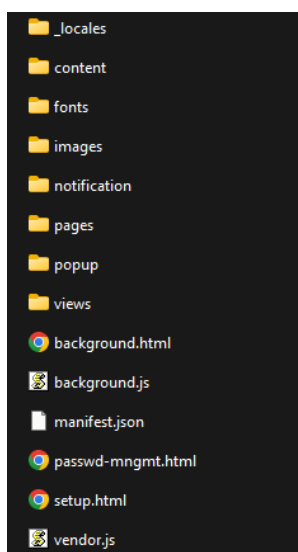 _locales
content
fonts
images
notification
pages
popup
views
background.html
background.js
manifest.json
passwd-mngmt.html
setup.html
vendor.js